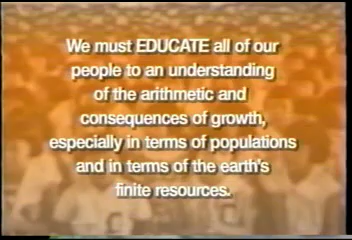 We must EDUCATE all of our
people to an understanding
of the arithmetic and
consequences of growth,
especially in terms of populations
and in terms of the earth's
finite resources.